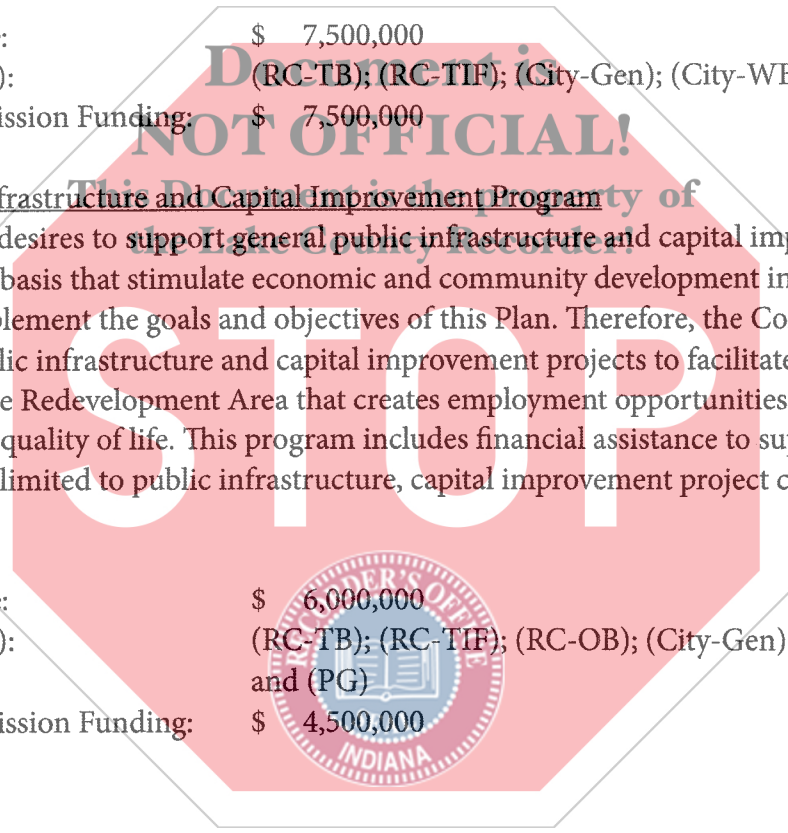 :
$ 7,500,000
Document is
):
(RC-TB); (RC-TIF); (City-Gen); (City-WF
ission Funding:
$ 7,500,000
NOT OFFICIAL!
frastructure and Capital Improvement Program
This Document is the property of
desires to support general public infrastructure and capital imp
the Lake County Recorder!
basis that stimulate economic and community development in
lement the goals and objectives of this Plan. Therefore, the Co
lic infrastructure and capital improvement projects to facilitate
e Redevelopment Area that creates employment opportunities
quality of life. This program includes financial assistance to su
limited to public infrastructure, capital improvement project c
STOP
:
$ 6,000,000
):
(RC-TB); (RC-TIF); (RC-OB); (City-Gen)
and (PG)
ission Funding:
$ 4,500,000
RECORDER'S OFFICE
INDIANA